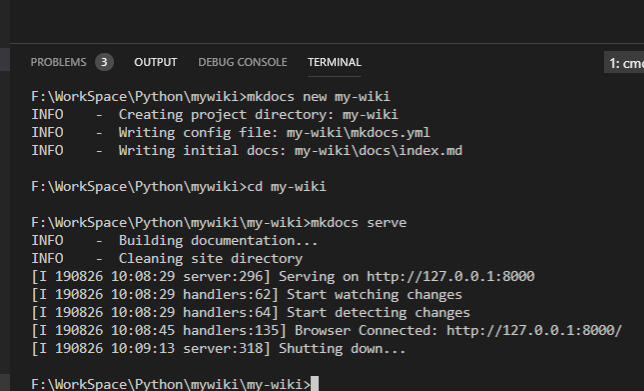 PROBLEMS 3 OUTPUT DEBUG CONSOLE TERMINAL 1: cm
F:\WorkSpace\Python\mywiki>mkdocs new my-wiki
INFO    -  Creating project directory: my-wiki
INFO    -  Writing config file: my-wiki\mkdocs.yml
INFO    -  Writing initial docs: my-wiki\docs\index.md
F:\WorkSpace\Python\mywiki>cd my-wiki
F:\WorkSpace\Python\mywiki\my-wiki>mkdocs serve
INFO    -  Building documentation...
INFO    -  Cleaning site directory
[I 190826 10:08:29 server:296] Serving on http://127.0.0.1:8000
[I 190826 10:08:29 handlers:62] Start watching changes
[I 190826 10:08:29 handlers:64] Start detecting changes
[I 190826 10:08:45 handlers:135] Browser Connected: http://127.0.0.1:8000/
[I 190826 10:09:13 server:318] Shutting down...
F:\WorkSpace\Python\mywiki\my-wiki>